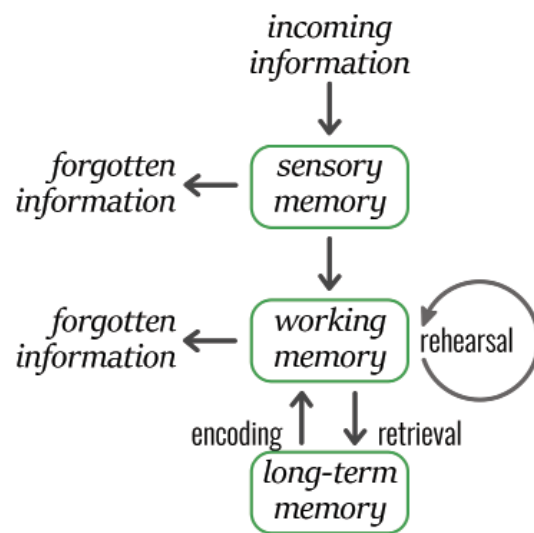 incoming
information
forgotten
information
sensory
memory
forgotten
information
working
memory
rehearsal
encoding
retrieval
long-term
memory